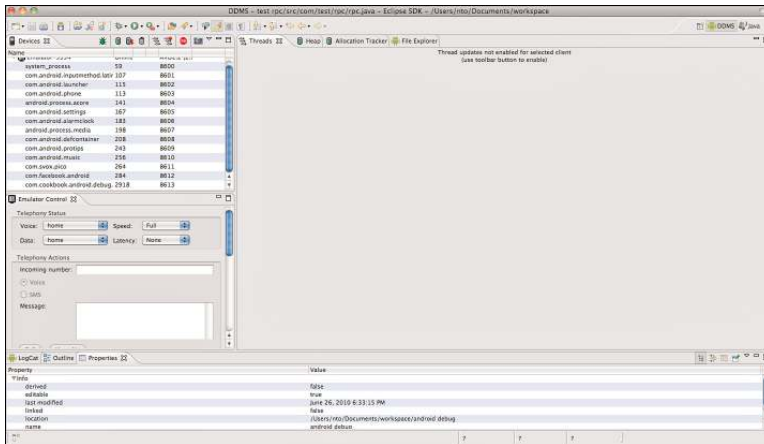 DDMS - test rpc/src/com/test/rpc/rpc.java - Eclipse SDK - /Users/nto/Documents/workspace
DDMS Java
Devices
Threads Heap Allocation Tracker File Explorer
Name
Thread updates not enabled for selected client
(use toolbar button to enable)
system_process 59 8600
com.android.inputmethod.latir 107 8601
com.android.launcher 115 8602
com.android.phone 113 8603
android.process.acore 141 8604
com.android.settings 167 8605
com.android.alarmclock 183 8606
android.process.media 198 8607
com.android.defcontainer 208 8608
com.android.protips 243 8609
com.android.music 256 8610
com.svox.pico 264 8611
com.facebook.android 284 8612
com.cookbook.android.debug. 2918 8613
Emulator Control
Telephony Status
Voice: home Speed: Full
Data: home Latency: None
Telephony Actions
Incoming number:
Voice
SMS
Message:
LogCat Outline Properties
Property Value
Info
derived false
editable true
last modified June 26, 2010 6:33:15 PM
linked false
location /Users/nto/Documents/workspace/android debug
name android debug